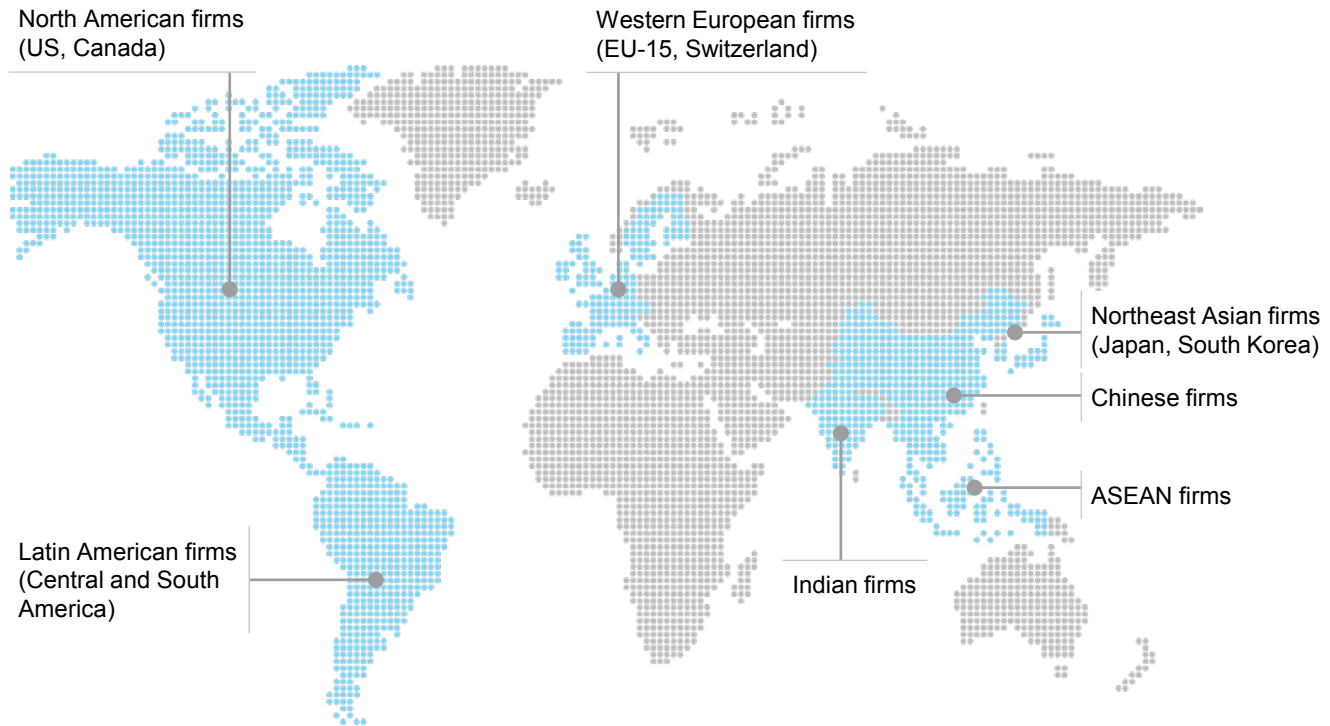 North American firms
(US, Canada)
Western European firms
(EU-15, Switzerland)
Northeast Asian firms
(Japan, South Korea)
Chinese firms
ASEAN firms
Indian firms
Latin American firms
(Central and South
America)